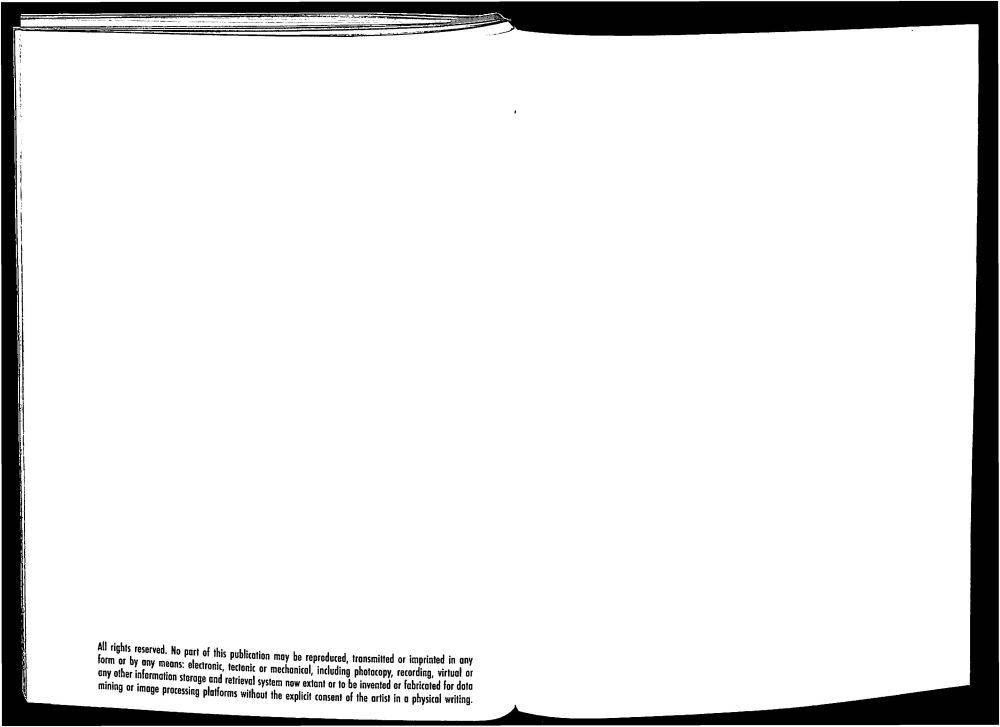 All rights reserved. No part of this publication may be reproduced, transmitted or imprinted in any
form or by any means: electronic, tectonic or mechanical, including photocopy, recording, virtual or
any other information storage and retrieval system now extant or to be invented or fabricated for data
mining or image processing platforms without the explicit consent of the artist in a physical writing.